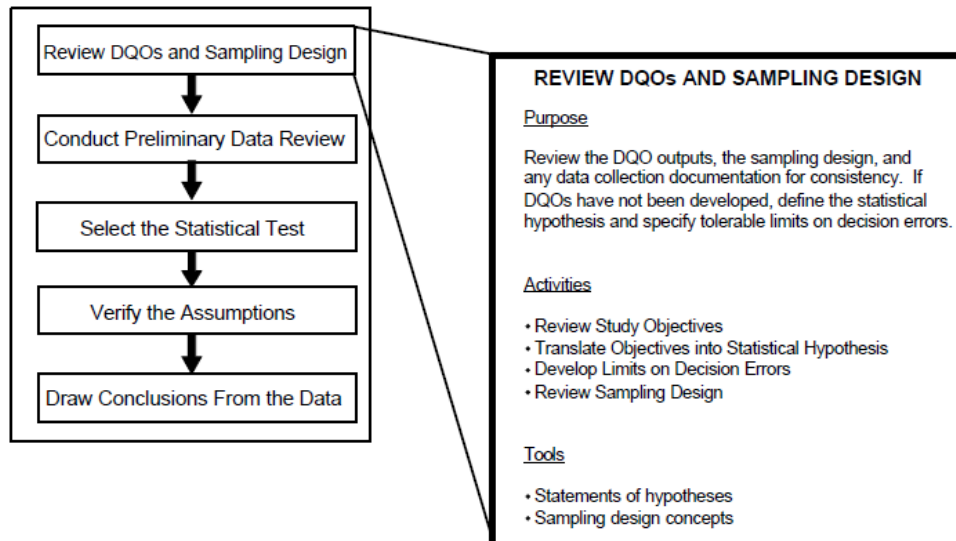 Review DQOs and Sampling Design
Conduct Preliminary Data Review
Select the Statistical Test
Verify the Assumptions
Draw Conclusions From the Data
REVIEW DQOs AND SAMPLING DESIGN
Purpose
Review the DQO outputs, the sampling design, and
any data collection documentation for consistency. If
DQOs have not been developed, define the statistical
hypothesis and specify tolerable limits on decision errors.
Activities
• Review Study Objectives
• Translate Objectives into Statistical Hypothesis
• Develop Limits on Decision Errors
• Review Sampling Design
Tools
• Statements of hypotheses
• Sampling design concepts